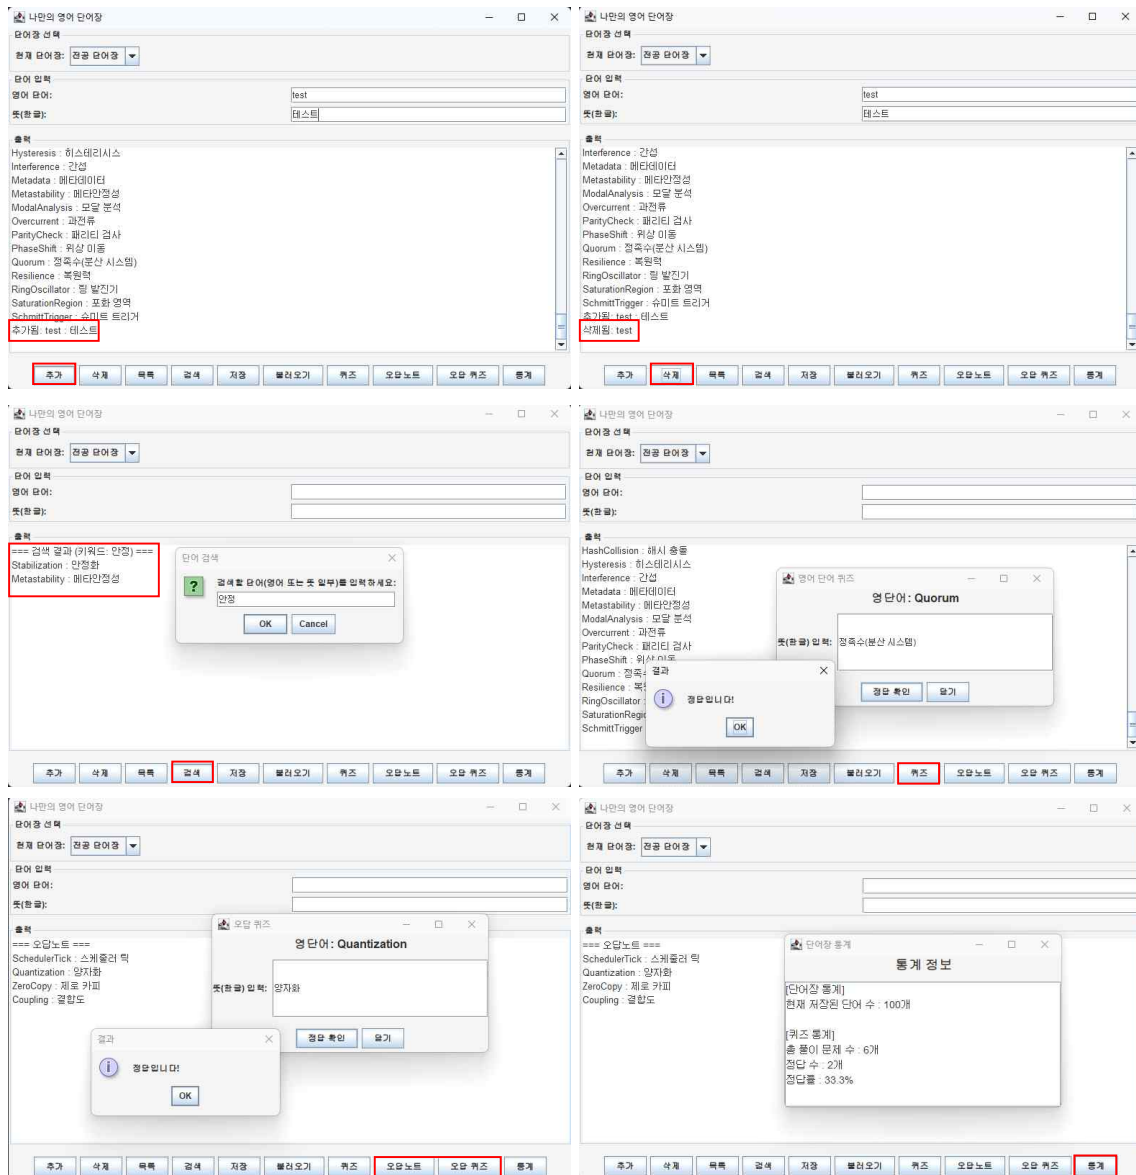 나만의 영어 단어장
단어장 선택
현재 단어장: 전공 단어장
단어 입력
영어 단어: test
뜻(한글): 테스트
출력
Hysteresis : 히스테리시스
Interference : 간섭
Metadata : 메타데이터
Metastability : 메타안정성
ModalAnalysis : 모달 분석
Overcurrent : 과전류
ParityCheck : 패리티 검사
PhaseShift : 위상 이동
Quorum : 정족수(분산 시스템)
Resilience : 복원력
RingOscillator : 링 발진기
SaturationRegion : 포화 영역
SchmittTrigger : 슈미트 트리거
추가됨: test : 테스트
추가 삭제 목록 검색 저장 불러오기 퀴즈 오답노트 오답 퀴즈 통계
나만의 영어 단어장
단어장 선택
현재 단어장: 전공 단어장
단어 입력
영어 단어: test
뜻(한글): 테스트
출력
Interference : 간섭
Metadata : 메타데이터
Metastability : 메타안정성
ModalAnalysis : 모달 분석
Overcurrent : 과전류
ParityCheck : 패리티 검사
PhaseShift : 위상 이동
Quorum : 정족수(분산 시스템)
Resilience : 복원력
RingOscillator : 링 발진기
SaturationRegion : 포화 영역
SchmittTrigger : 슈미트 트리거
추가됨: test : 테스트
삭제됨: test
추가 삭제 목록 검색 저장 불러오기 퀴즈 오답노트 오답 퀴즈 통계
나만의 영어 단어장
단어장 선택
현재 단어장: 전공 단어장
단어 입력
영어 단어:
뜻(한글):
출력
=== 검색 결과 (키워드: 안정) ===
Stabilization : 안정화
Metastability : 메타안정성
단어 검색
검색할 단어(영어 또는 뜻 일부)를 입력하세요:
안정
OK Cancel
추가 삭제 목록 검색 저장 불러오기 퀴즈 오답노트 오답 퀴즈 통계
나만의 영어 단어장
단어장 선택
현재 단어장: 전공 단어장
단어 입력
영어 단어:
뜻(한글):
출력
HashCollision : 해시 충돌
Hysteresis : 히스테리시스
Interference : 간섭
Metadata : 메타데이터
Metastability : 메타안정성
ModalAnalysis : 모달 분석
Overcurrent : 과전류
ParityCheck : 패리티 검사
PhaseShift : 위상 이동
Quorum : 정족
Resilience : 복
RingOscillator :
SaturationRegi
SchmittTrigger
영어 단어 퀴즈
영단어: Quorum
뜻(한글) 입력: 정족수(분산 시스템)
정답 확인 닫기
결과
정답입니다!
OK
추가 삭제 목록 검색 저장 불러오기 퀴즈 오답노트 오답 퀴즈 통계
나만의 영어 단어장
단어장 선택
현재 단어장: 전공 단어장
단어 입력
영어 단어:
뜻(한글):
출력
=== 오답노트 ===
SchedulerTick : 스케줄러 틱
Quantization : 양자화
ZeroCopy : 제로 카피
Coupling : 결합도
오답 퀴즈
영단어: Quantization
뜻(한글) 입력: 양자화
정답 확인 닫기
결과
정답입니다!
OK
추가 삭제 목록 검색 저장 불러오기 퀴즈 오답노트 오답 퀴즈 통계
나만의 영어 단어장
단어장 선택
현재 단어장: 전공 단어장
단어 입력
영어 단어:
뜻(한글):
출력
=== 오답노트 ===
SchedulerTick : 스케줄러 틱
Quantization : 양자화
ZeroCopy : 제로 카피
Coupling : 결합도
단어장 통계
통계 정보
[단어장 통계]
현재 저장된 단어 수 : 100개
[퀴즈 통계]
총 풀이 문제 수 : 6개
정답 수 : 2개
정답률 : 33.3%
추가 삭제 목록 검색 저장 불러오기 퀴즈 오답노트 오답 퀴즈 통계